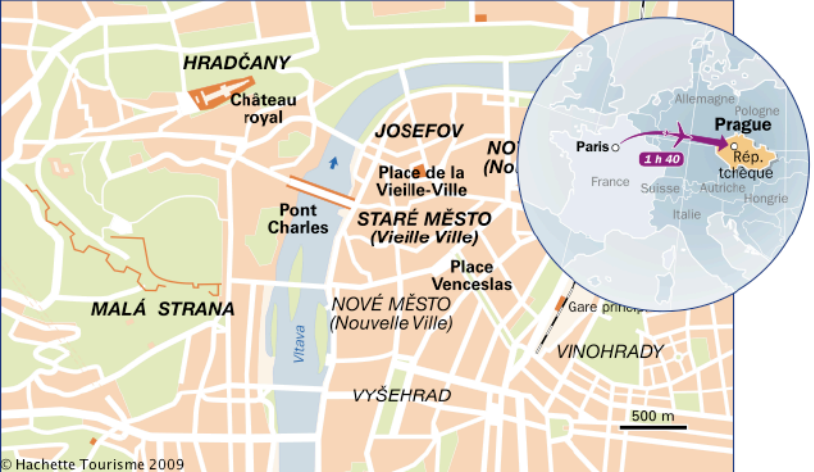 HRADČANY
Château
royal
JOSEFOV
Place de la
Vieille-Ville
Pont
Charles
STARÉ MĚSTO
(Vieille Ville)
Place
Venceslas
MALÁ STRANA
NOVÉ MĚSTO
(Nouvelle Ville)
Vltava
VYŠEHRAD
VINOHRADY
Gare
500 m
Allemagne
Pologne
Prague
Paris
1 h 40
Rép.
tchèque
France
Suisse
Autriche
Hongrie
Italie
© Hachette Tourisme 2009